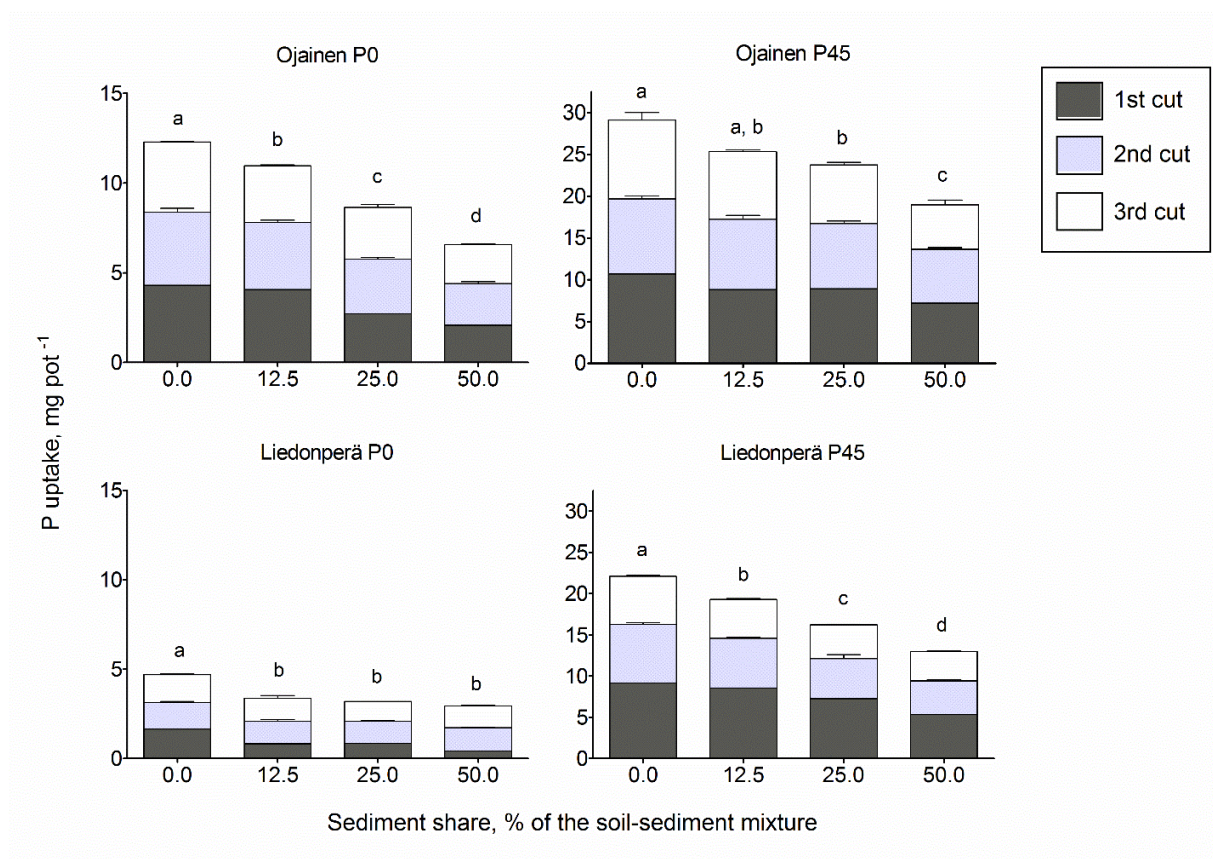 Ojainen P0
15
10
5
0
a
b
c
d
0.0 12.5 25.0 50.0
Ojainen P45
30
25
20
15
10
5
0
a
a, b
b
c
0.0 12.5 25.0 50.0
1st cut
2nd cut
3rd cut
P uptake, mg pot -1
Liedonperä P0
15
10
5
0
a
b
b
b
0.0 12.5 25.0 50.0
Liedonperä P45
30
25
20
15
10
5
0
a
b
c
d
0.0 12.5 25.0 50.0
Sediment share, % of the soil-sediment mixture